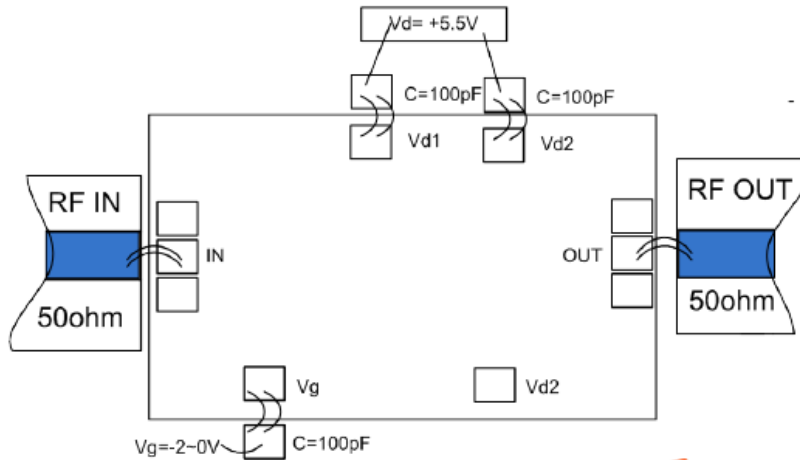 Vd= +5.5V
C=100pF C=100pF
Vd1 Vd2
RF IN RF OUT
IN OUT
50ohm 50ohm
Vg Vd2
Vg=-2~0V C=100pF